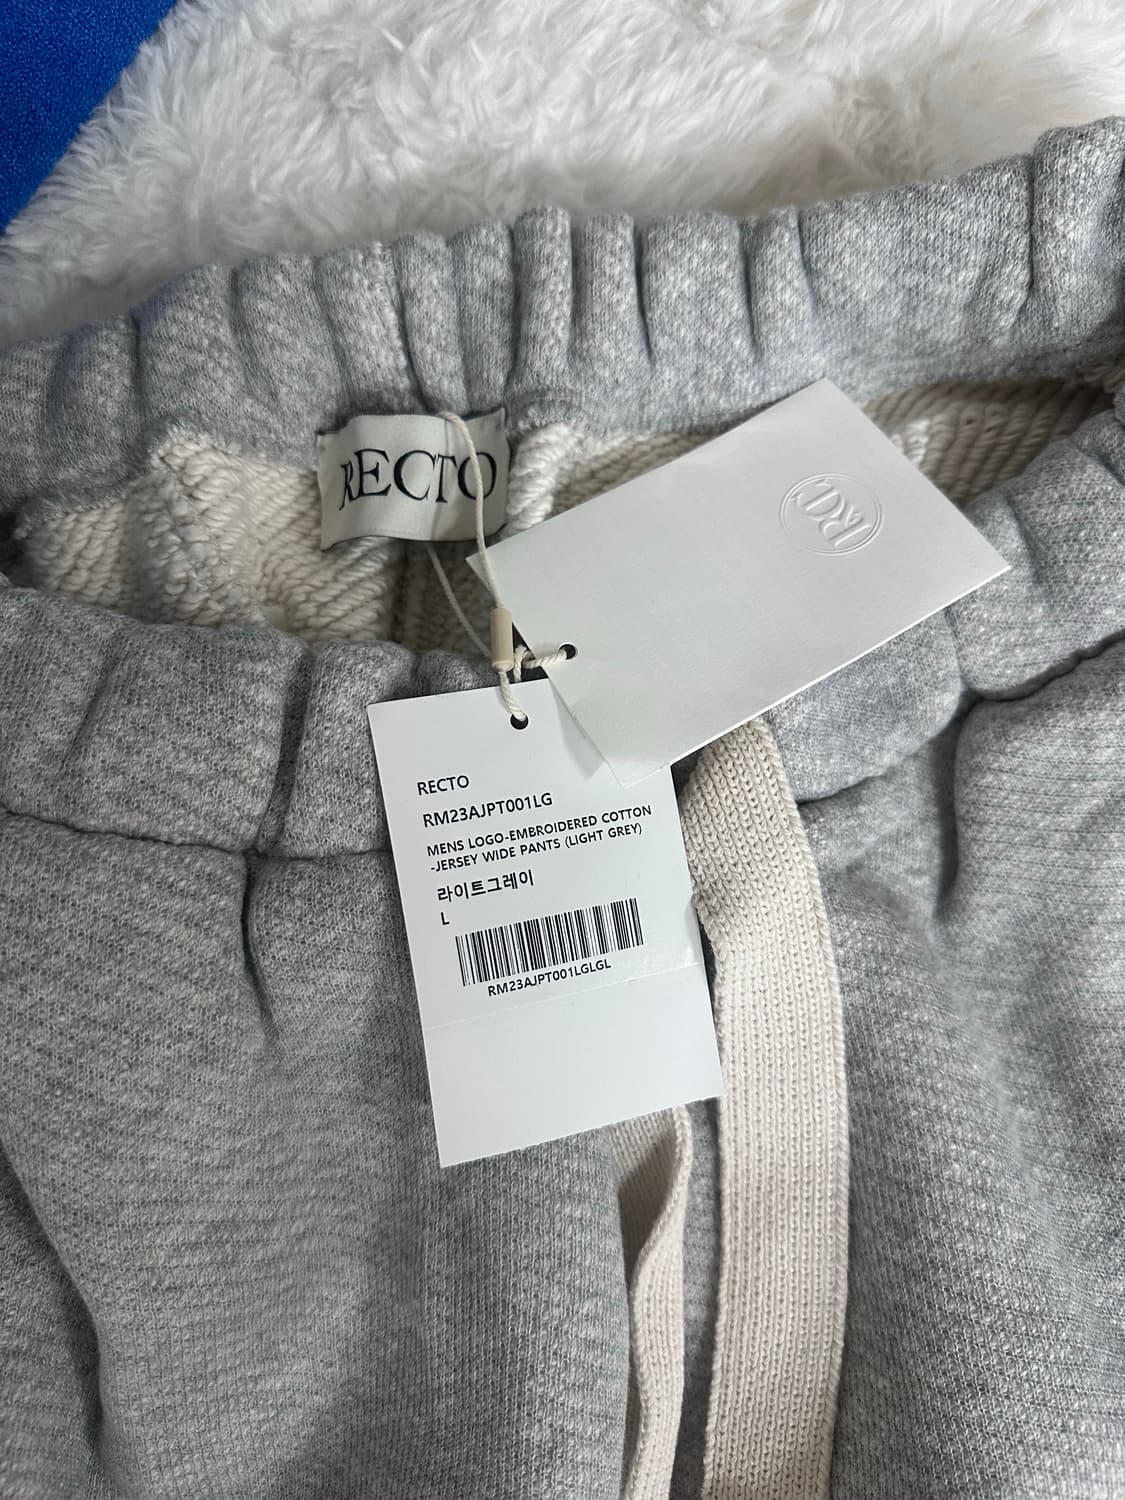 RECTO
RCT
RECTO
RM23AJPT001LG
MENS LOGO-EMBROIDERED COTTON
-JERSEY WIDE PANTS (LIGHT GREY)
라이트그레이
L
RM23AJPT001LGLGL